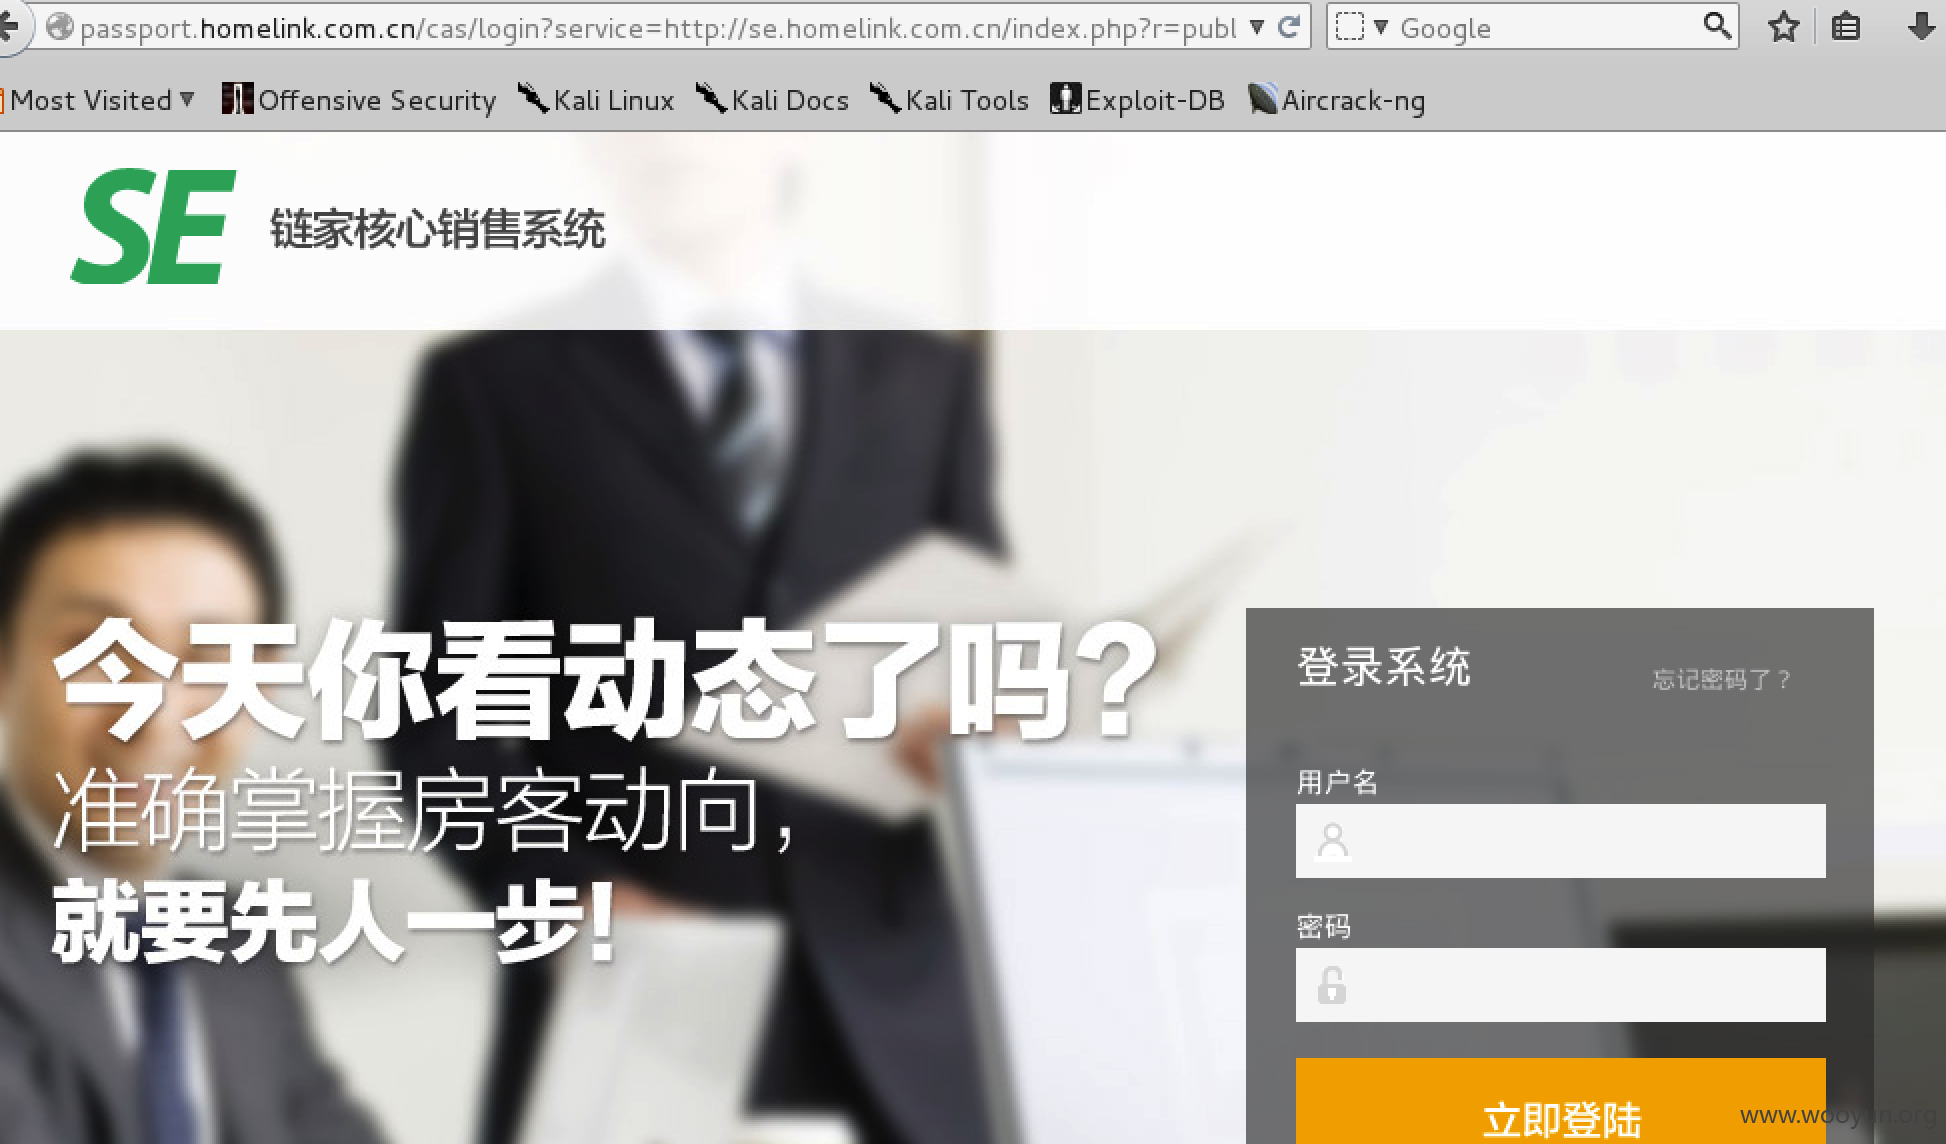 passport.homelink.com.cn/cas/login?service=http://se.homelink.com.cn/index.php?r=publ
Google
Most Visited
Offensive Security
Kali Linux
Kali Docs
Kali Tools
Exploit-DB
Aircrack-ng
SE 链家核心销售系统
今天你看动态了吗?
准确掌握房客动向,
就要先人一步!
登录系统
忘记密码了?
用户名
密码
立即登陆
www.wooyun.org